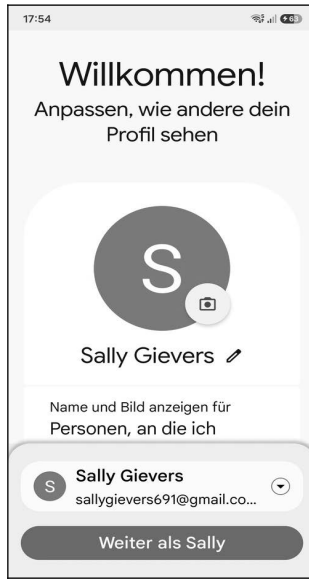 17:54
63
Willkommen!
Anpassen, wie andere dein
Profil sehen
S
Sally Gievers
Name und Bild anzeigen für
Personen, an die ich
S
Sally Gievers
sallygievers691@gmail.co...
Weiter als Sally